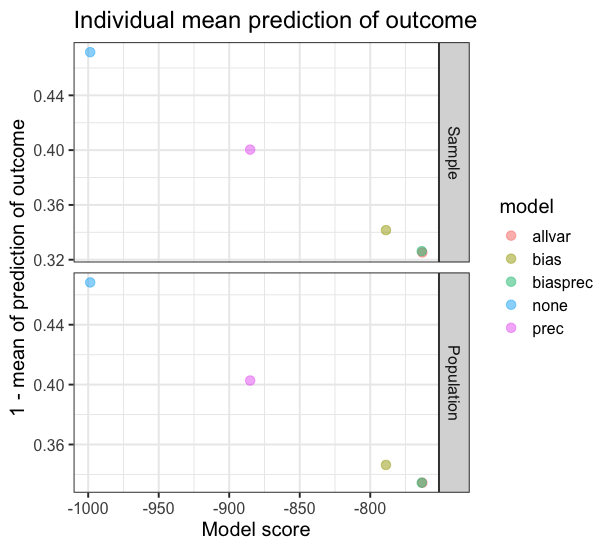 Individual mean prediction of outcome
1 - mean of prediction of outcome
0.44
0.40
0.36
0.32
Sample
0.44
0.40
0.36
Population
-1000
-950
-900
-850
-800
Model score
model
allvar
bias
biasprec
none
prec